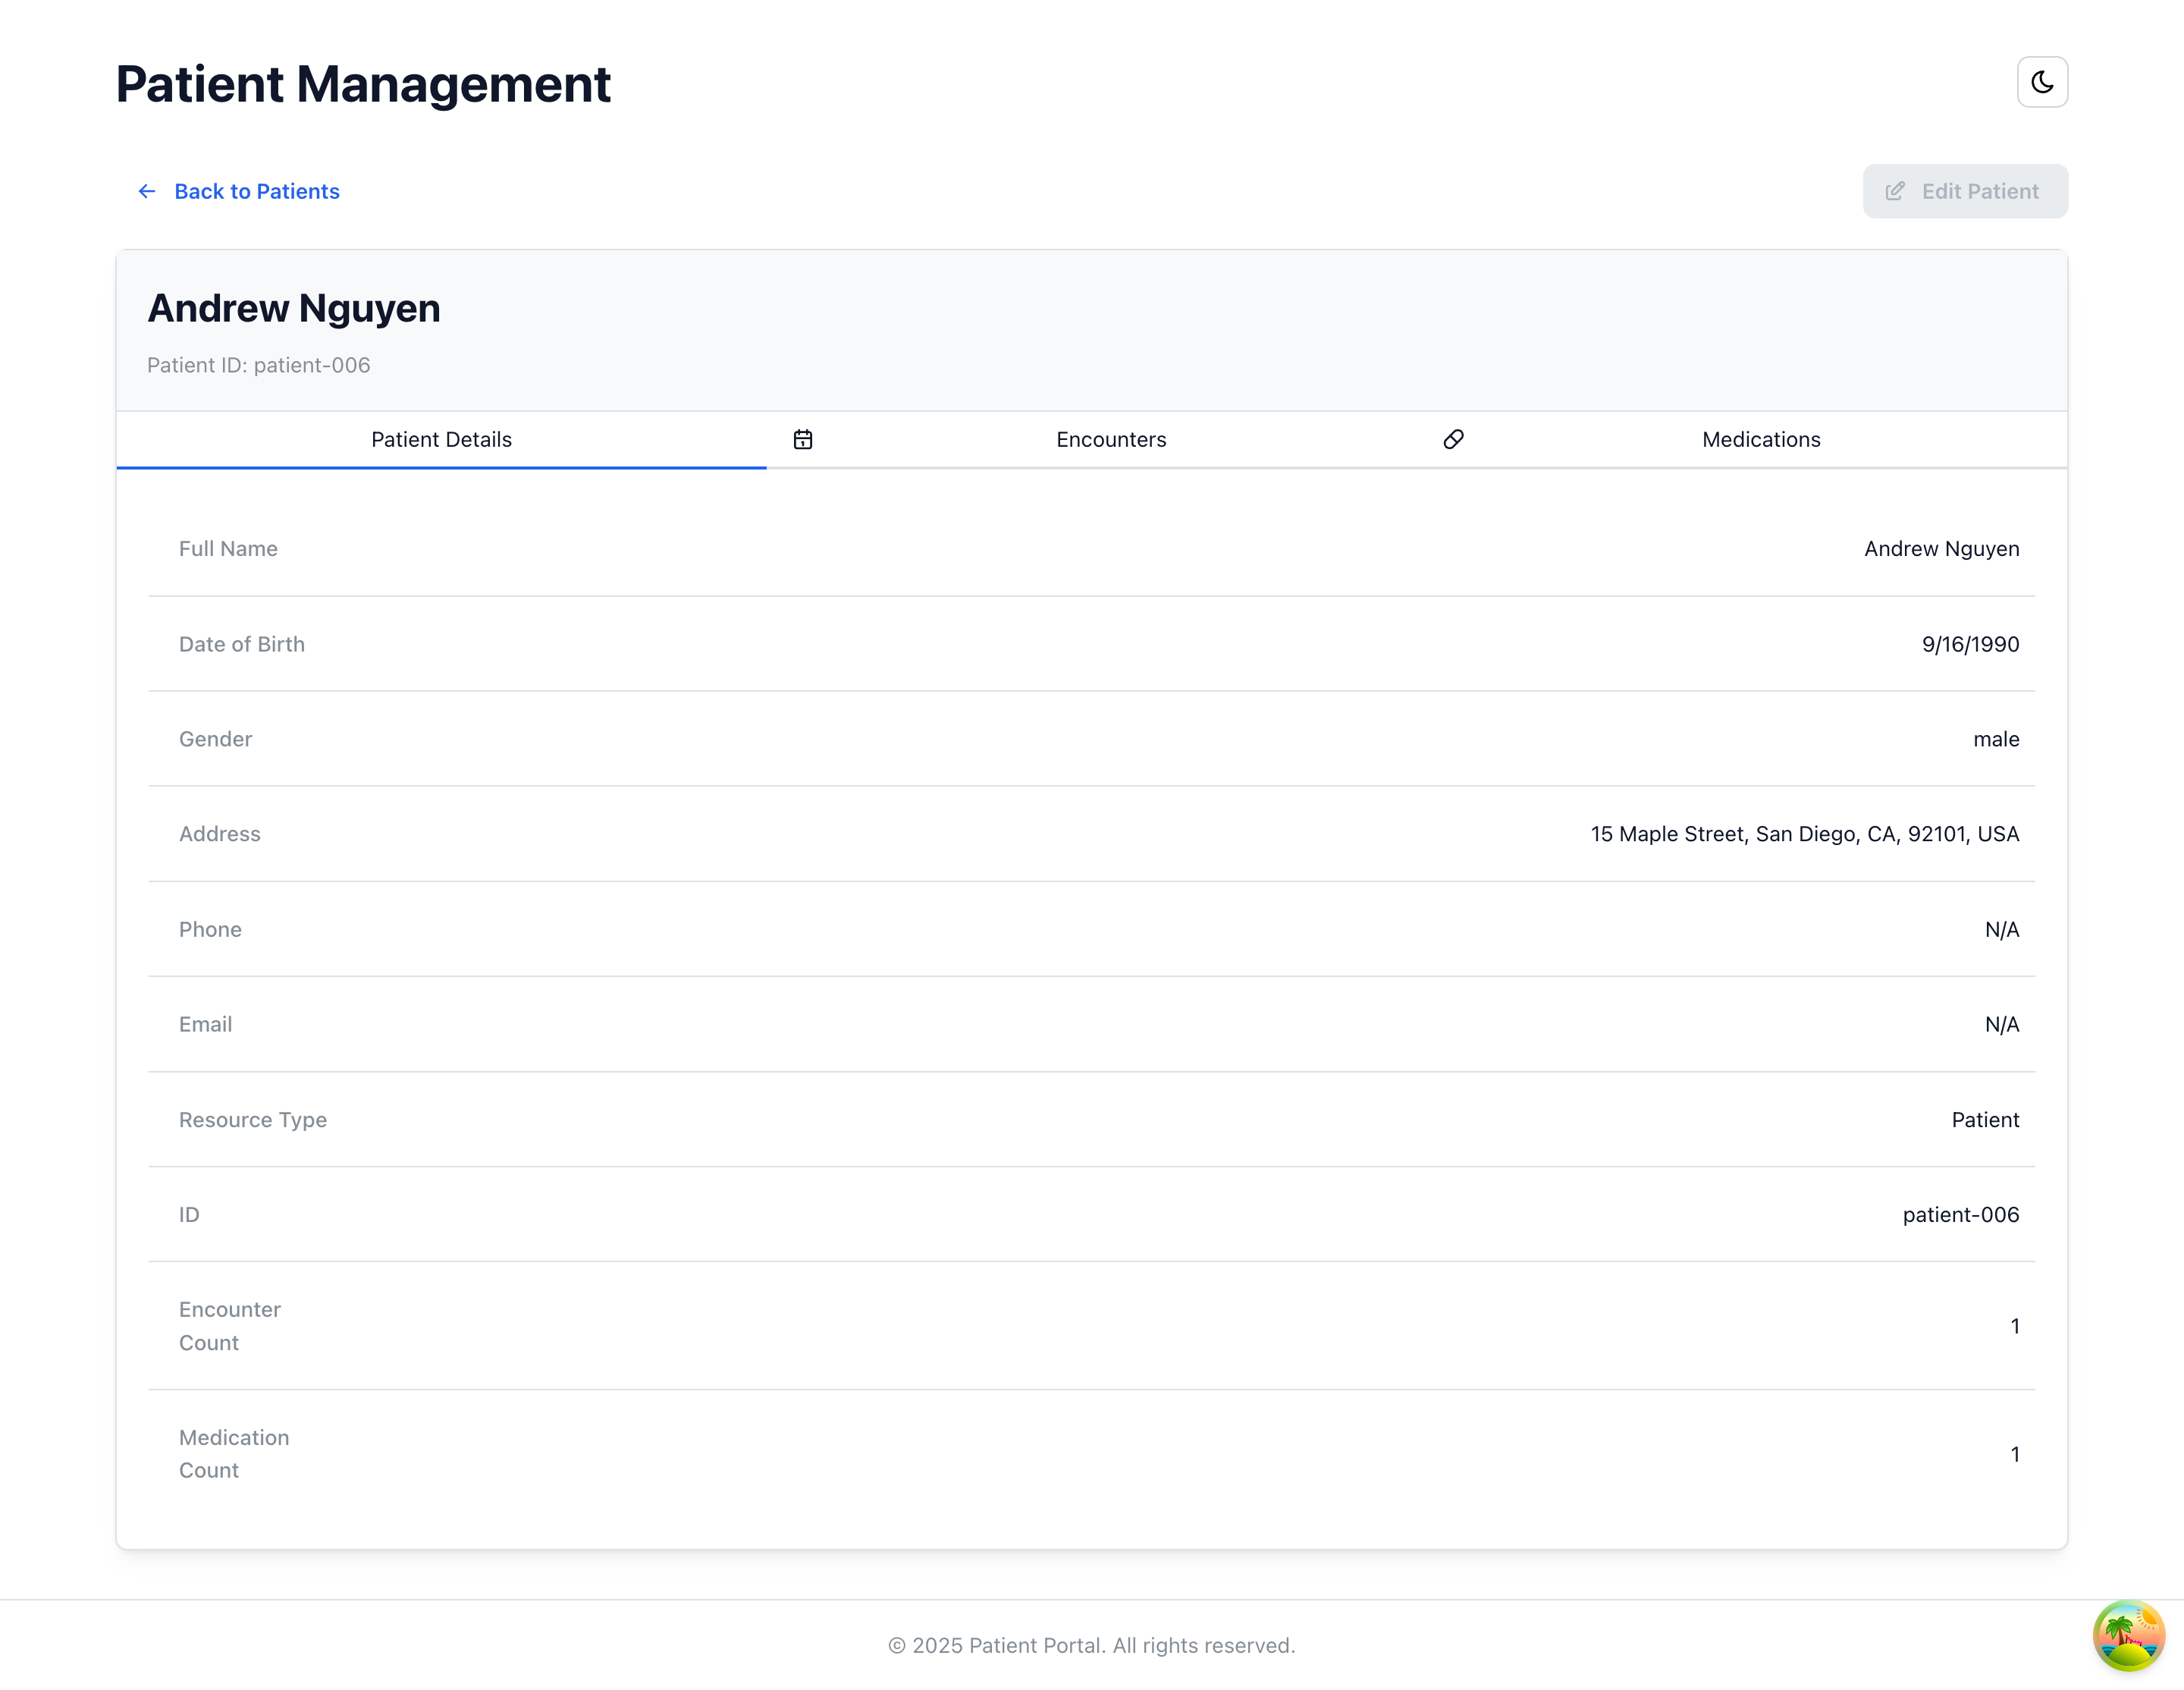 Patient Management
Back to Patients
Edit Patient
Andrew Nguyen
Patient ID: patient-006
Patient Details
Encounters
Medications
Full Name
Andrew Nguyen
Date of Birth
9/16/1990
Gender
male
Address
15 Maple Street, San Diego, CA, 92101, USA
Phone
N/A
Email
N/A
Resource Type
Patient
ID
patient-006
Encounter
Count
1
Medication
Count
1
© 2025 Patient Portal. All rights reserved.